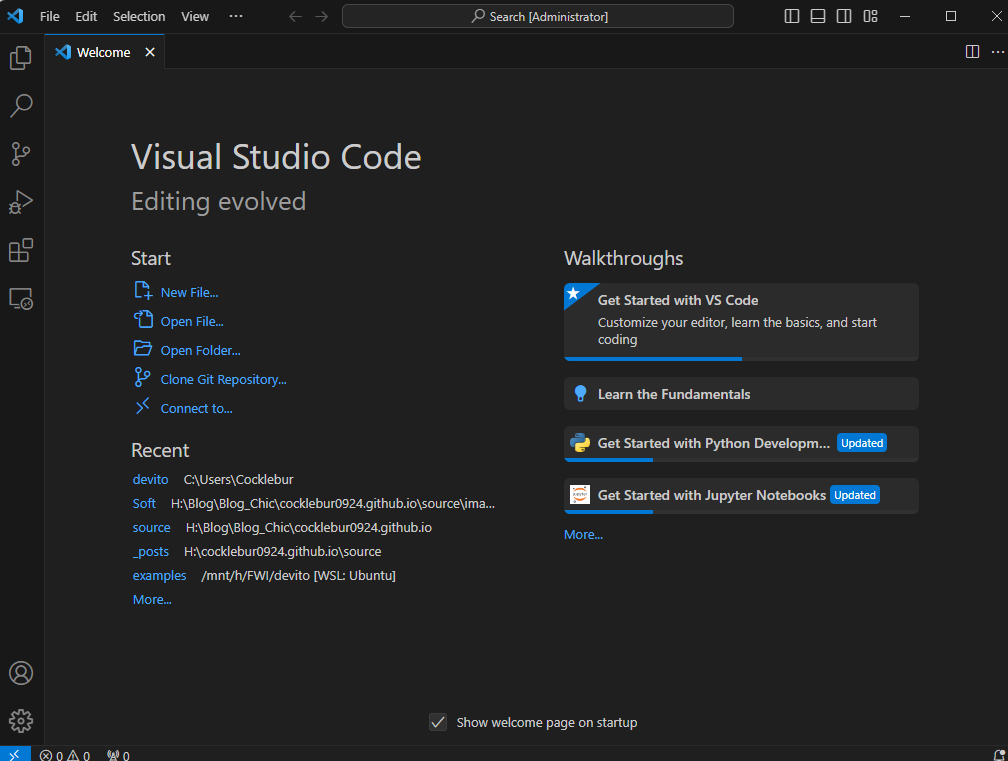 File Edit Selection View ··· Search [Administrator]
Welcome
Visual Studio Code
Editing evolved
Start
New File...
Open File...
Open Folder...
Clone Git Repository...
Connect to...
Recent
devito C:\Users\Cocklebur
Soft H:\Blog\Blog_Chic\cocklebur0924.github.io\source\ima...
source H:\Blog\Blog_Chic\cocklebur0924.github.io
_posts H:\cocklebur0924.github.io\source
examples /mnt/h/FWI/devito [WSL: Ubuntu]
More...
Walkthroughs
Get Started with VS Code
Customize your editor, learn the basics, and start
coding
Learn the Fundamentals
Get Started with Python Developm... Updated
Get Started with Jupyter Notebooks Updated
More...
Show welcome page on startup
0 0 0